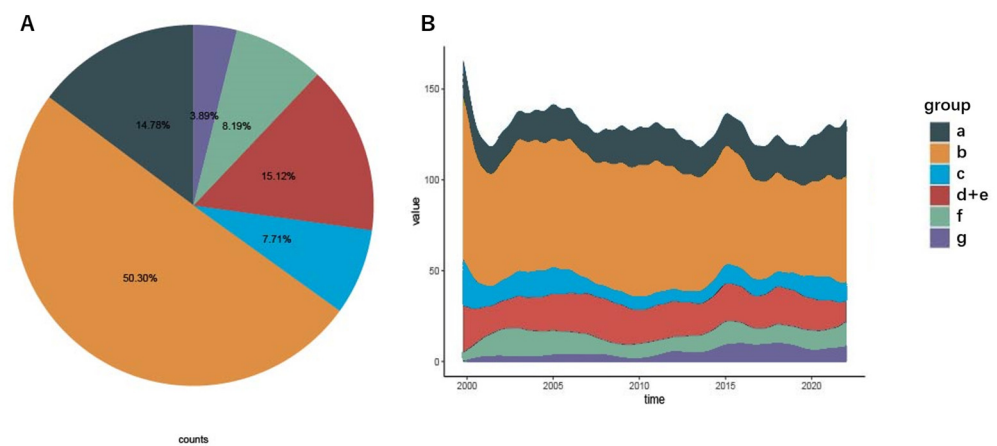 A
3.89%
8.19%
14.78%
15.12%
7.71%
50.30%
counts
B
150
100
50
0
value
2000 2005 2010 2015 2020
time
group
a
b
c
d+e
f
g